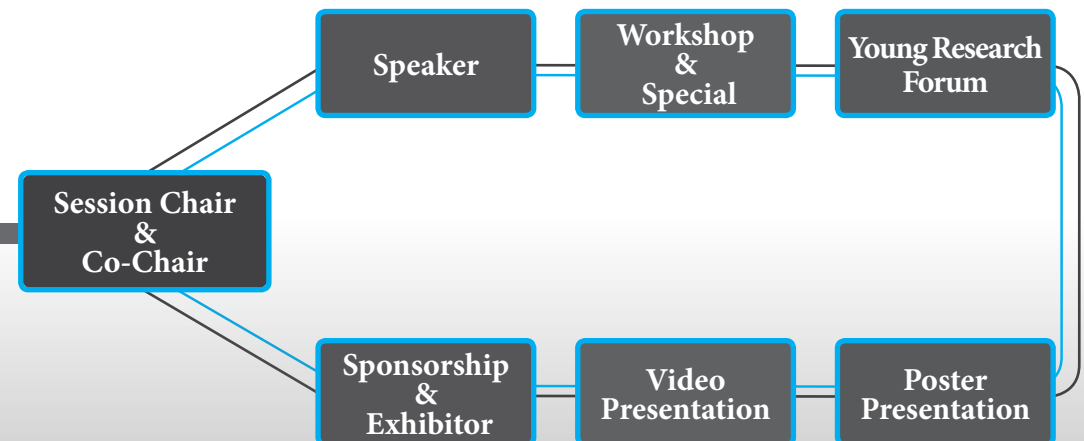 Speaker
Workshop
&
Special
Young Research
Forum
Session Chair
&
Co-Chair
Sponsorship
&
Exhibitor
Video
Presentation
Poster
Presentation